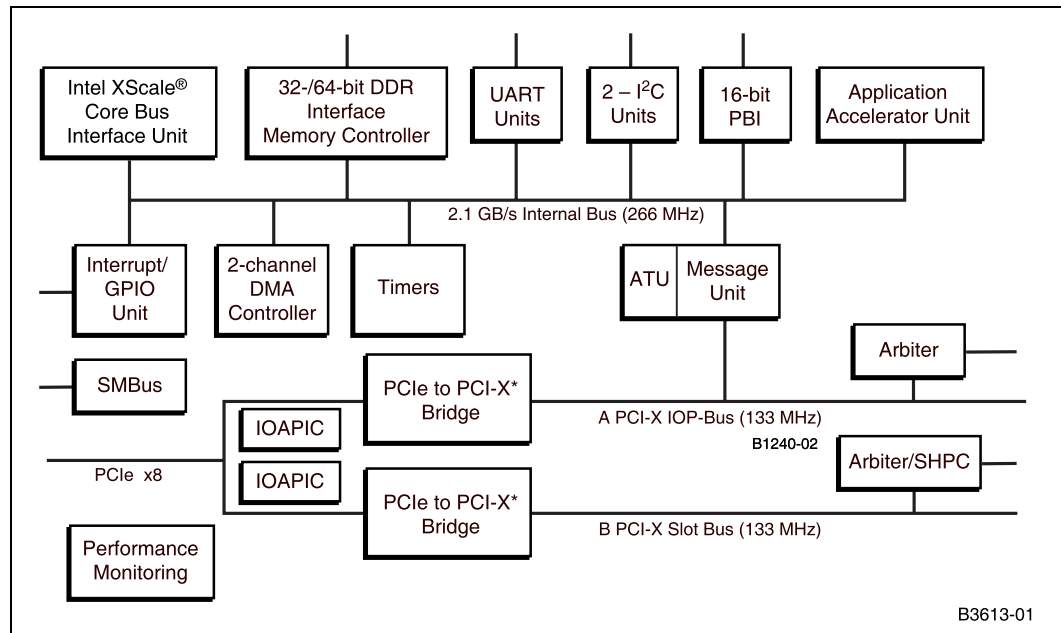 Intel XScale®
Core Bus
Interface Unit
32-/64-bit DDR
Interface
Memory Controller
UART
Units
2 – I²C
Units
16-bit
PBI
Application
Accelerator Unit
2.1 GB/s Internal Bus (266 MHz)
Interrupt/
GPIO
Unit
2-channel
DMA
Controller
Timers
ATU
Message
Unit
Arbiter
SMBus
PCIe to PCI-X*
Bridge
IOAPIC
A PCI-X IOP-Bus (133 MHz)
B1240-02
PCIe x8
IOAPIC
PCIe to PCI-X*
Bridge
Arbiter/SHPC
B PCI-X Slot Bus (133 MHz)
Performance
Monitoring
B3613-01